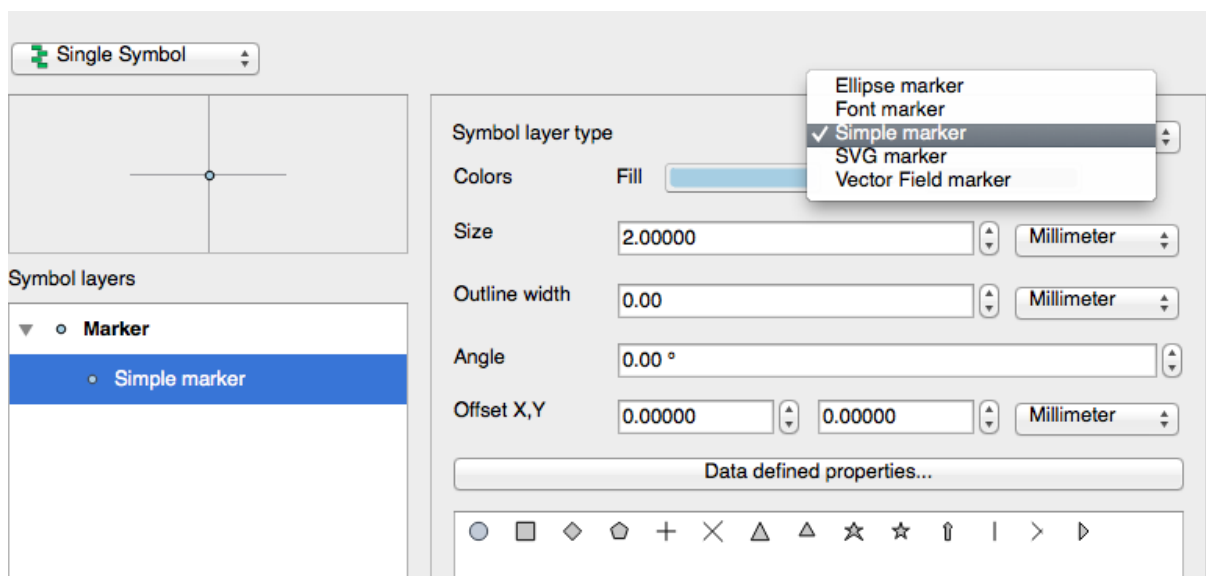 Single Symbol
Ellipse marker
Font marker
Symbol layer type
✓ Simple marker
SVG marker
Colors Fill
Vector Field marker
Size 2.00000 Millimeter
Symbol layers
Outline width 0.00 Millimeter
Marker
Angle 0.00 °
Simple marker
Offset X,Y 0.00000 0.00000 Millimeter
Data defined properties...